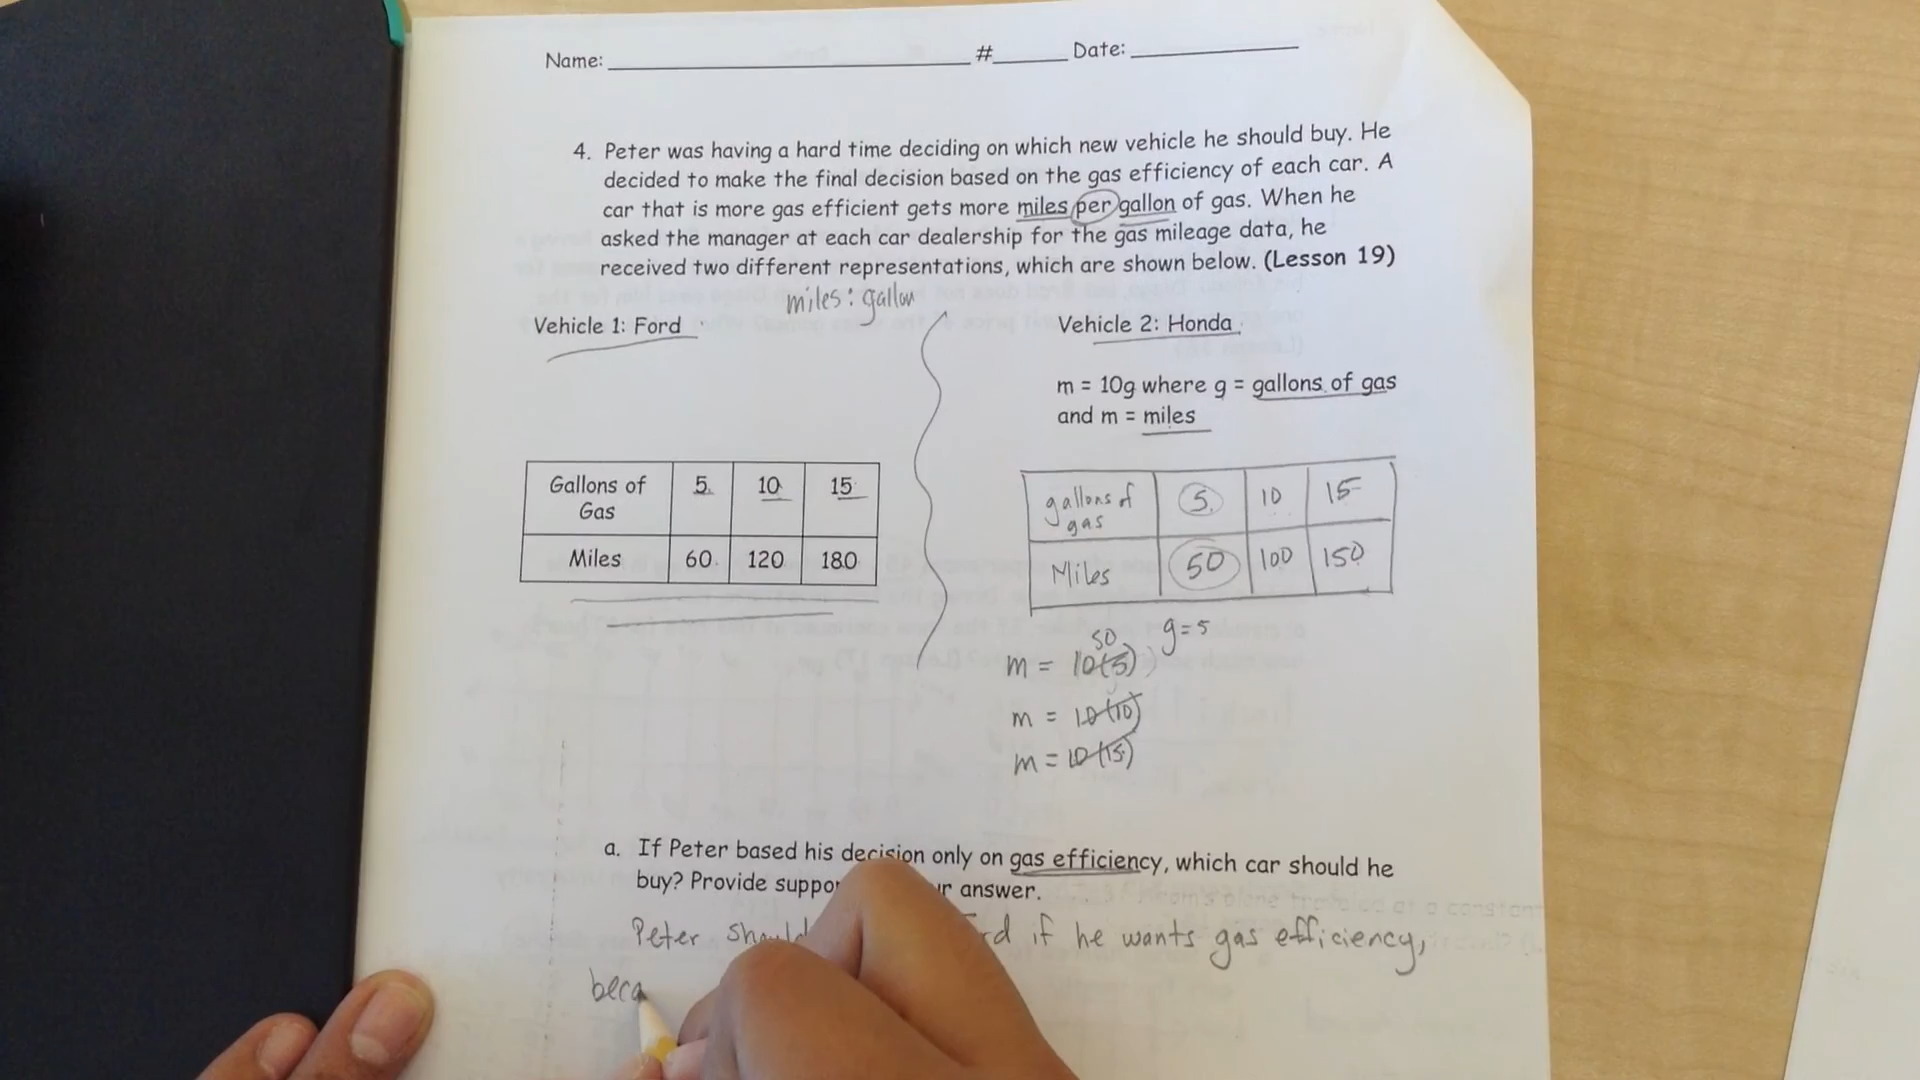 Name: # Date:
4. Peter was having a hard time deciding on which new vehicle he should buy. He
decided to make the final decision based on the gas efficiency of each car. A
car that is more gas efficient gets more miles per gallon of gas. When he
asked the manager at each car dealership for the gas mileage data, he
received two different representations, which are shown below. (Lesson 19)
miles : gallon
Vehicle 1: Ford
Vehicle 2: Honda
m = 10g where g = gallons of gas
and m = miles
Gallons of Gas 5 10 15
Miles 60 120 180
gallons of gas 5 10 15
Miles 50 100 150
50 g = 5
m = 10(5)
m = 10(10)
m = 10(15)
a. If Peter based his decision only on gas efficiency, which car should he
buy? Provide answer.
Peter if he wants gas efficiency,